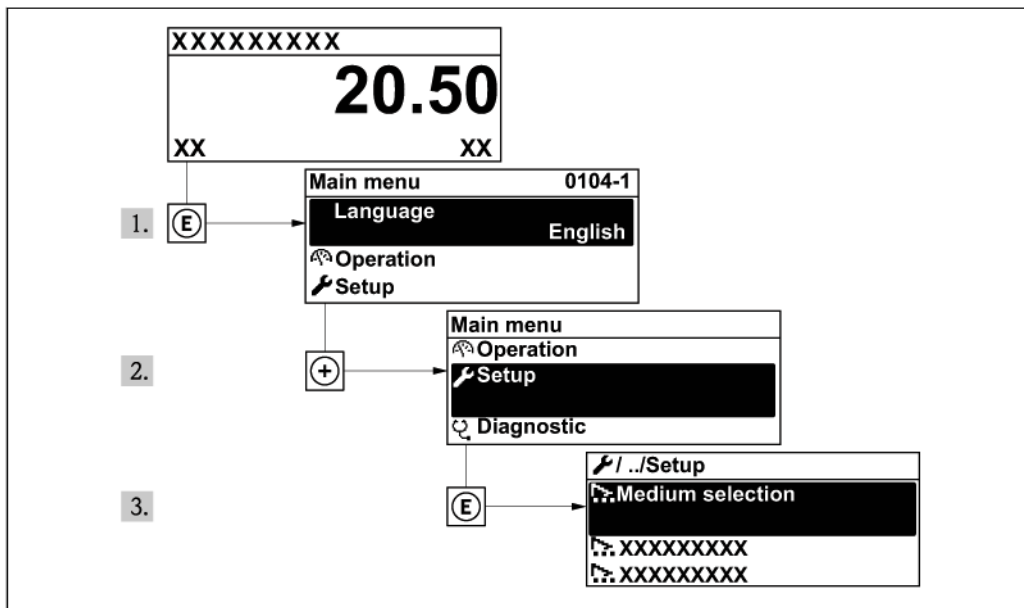 XXXXXXXXX
20.50
XX XX
Main menu 0104-1
1. E Language
English
Operation
Setup
Main menu
Operation
2. + Setup
Diagnostic
/ ../Setup
3. E Medium selection
XXXXXXXXX
XXXXXXXXX